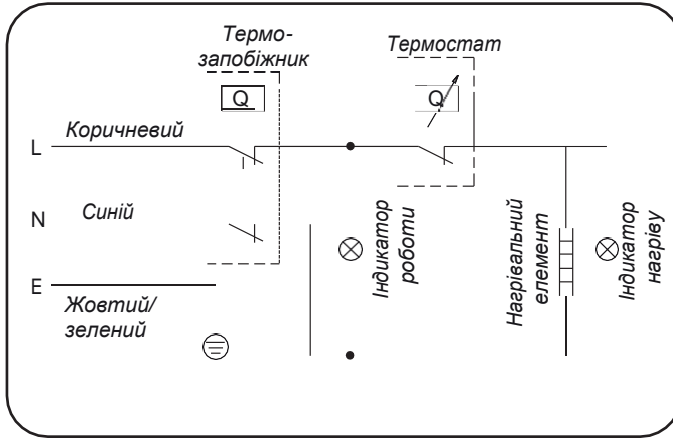 Термо-
запобіжник
Термостат
Q
Q
L
Коричневий
N
Синій
E
Жовтий/
зелений
Індикатор
роботи
Нагрівальний
елемент
Індикатор
нагріву